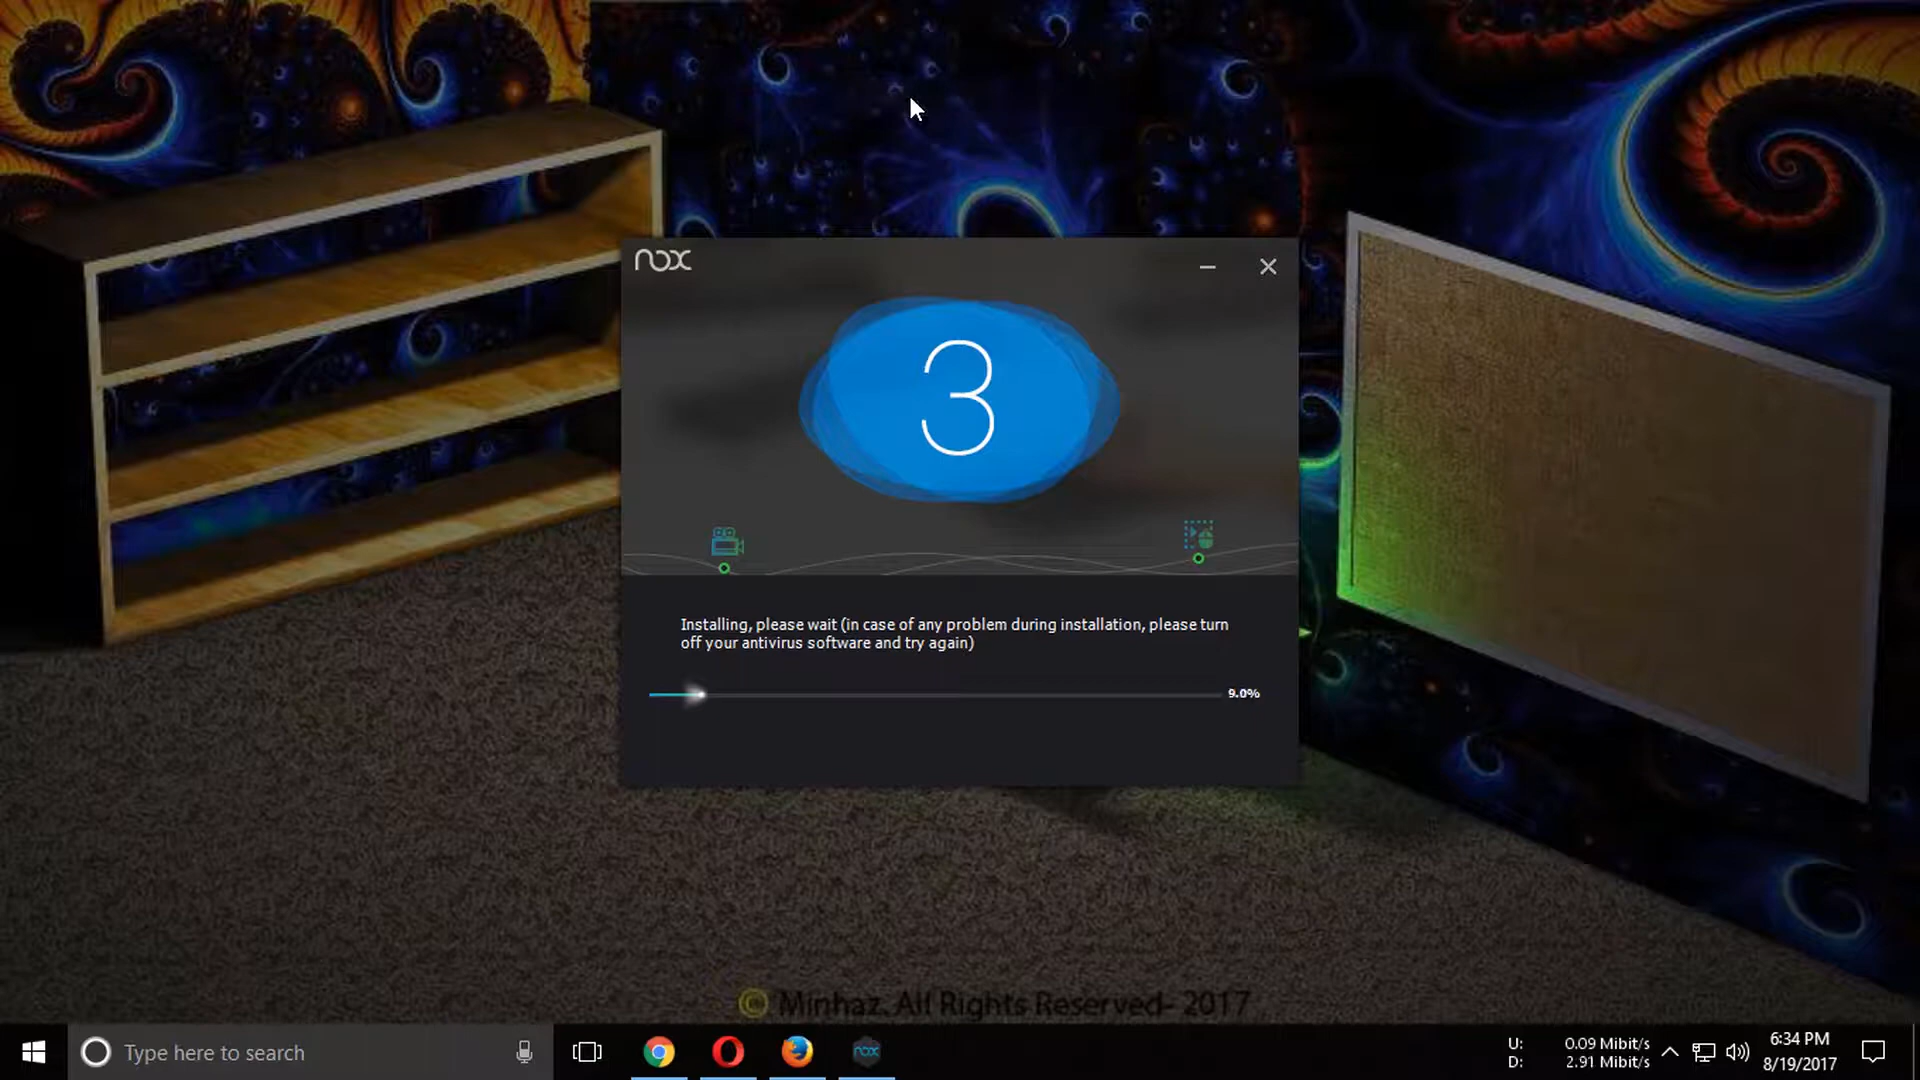 nox
3
Installing, please wait (in case of any problem during installation, please turn
off your antivirus software and try again)
9.0%
© Minhaz. All Rights Reserved- 2017
Type here to search
nox
U: 0.09 Mibit/s
D: 2.91 Mibit/s
6:34 PM
8/19/2017